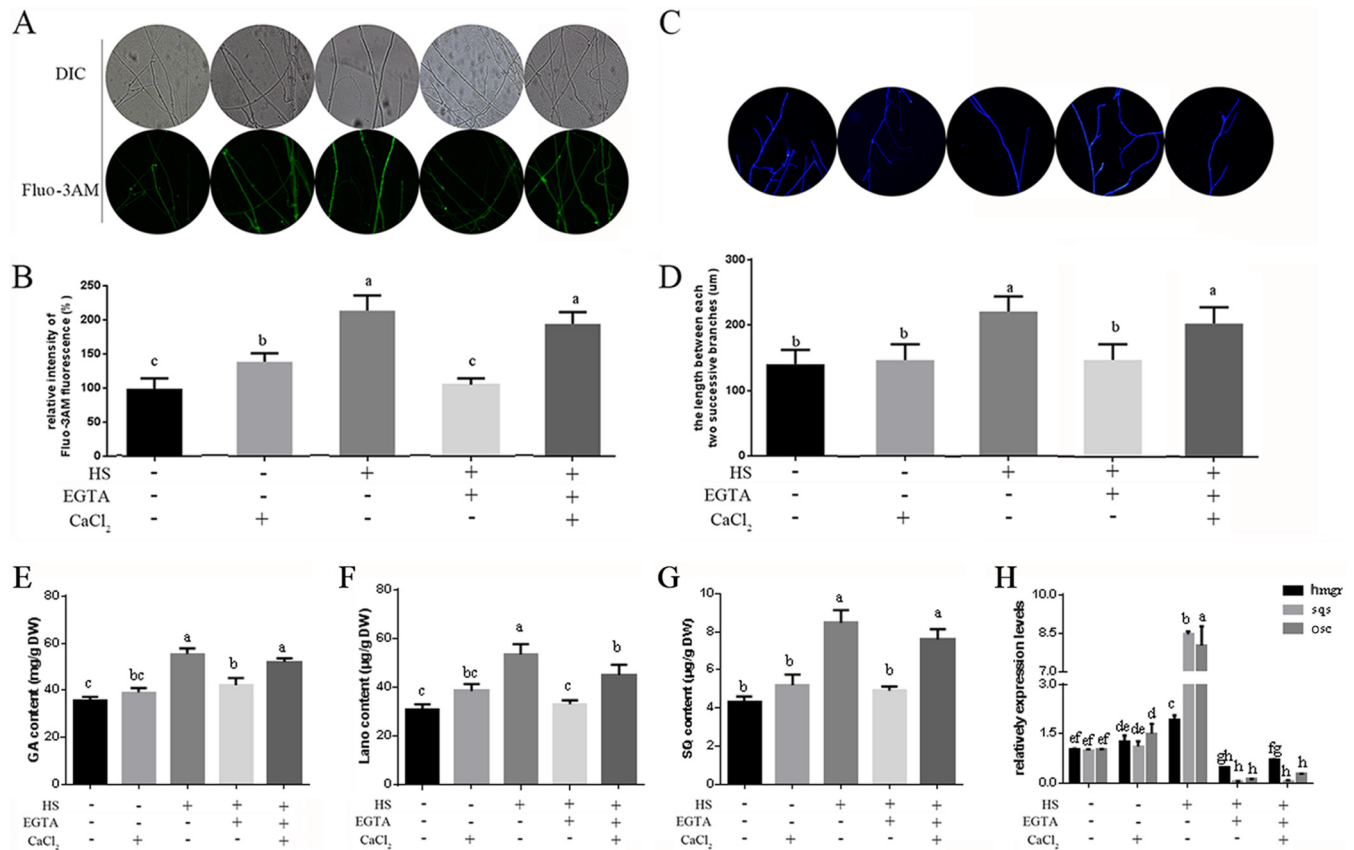 A
DIC
Fluo-3AM
C
B
relative intensity of
Fluo-3AM fluorescence (%)
250
200
150
100
50
0
c
b
a
c
a
HS - - + + +
EGTA - - - + +
CaCl₂ - + - - +
D
the length between each
two successive branches (um)
300
200
100
0
b
b
a
b
a
HS - - + + +
EGTA - - - + +
CaCl₂ - + - - +
E
GA content (mg/g DW)
80
60
40
20
0
c
bc
a
b
a
HS - - + + +
EGTA - - - + +
CaCl₂ - + - - +
F
Lano content (µg/g DW)
80
60
40
20
0
c
bc
a
c
b
HS - - + + +
EGTA - - - + +
CaCl₂ - + - - +
G
SQ content (µg/g DW)
10
8
6
4
2
0
b
b
a
b
a
HS - - + + +
EGTA - - - + +
CaCl₂ - + - - +
H
relatively expression levels
10.0
8.5
7.0
3.0
1.5
0.0
ef ef ef
de de d
c b a
gh h h
fg h h
hmgr
sqs
osc
HS - - + + +
EGTA - - - + +
CaCl₂ - + - - +